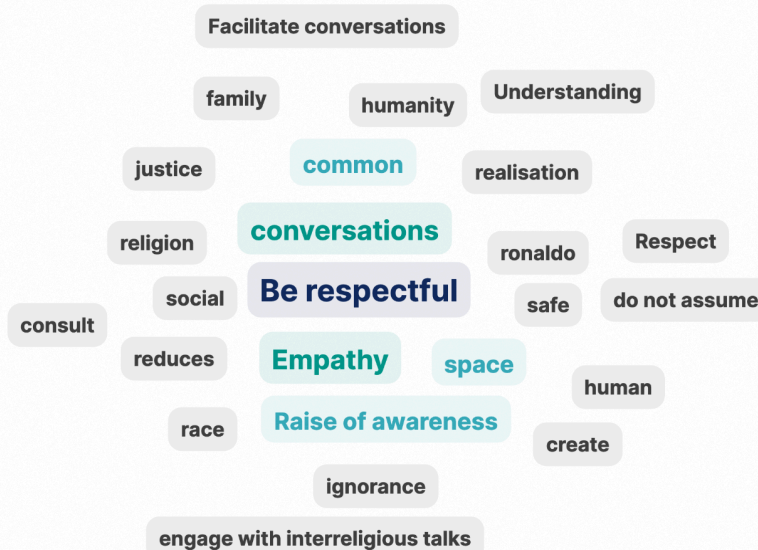 Facilitate conversations
family
humanity
Understanding
justice
common
realisation
religion
conversations
ronaldo
Respect
social
Be respectful
safe
do not assume
consult
reduces
Empathy
space
human
race
Raise of awareness
create
ignorance
engage with interreligious talks